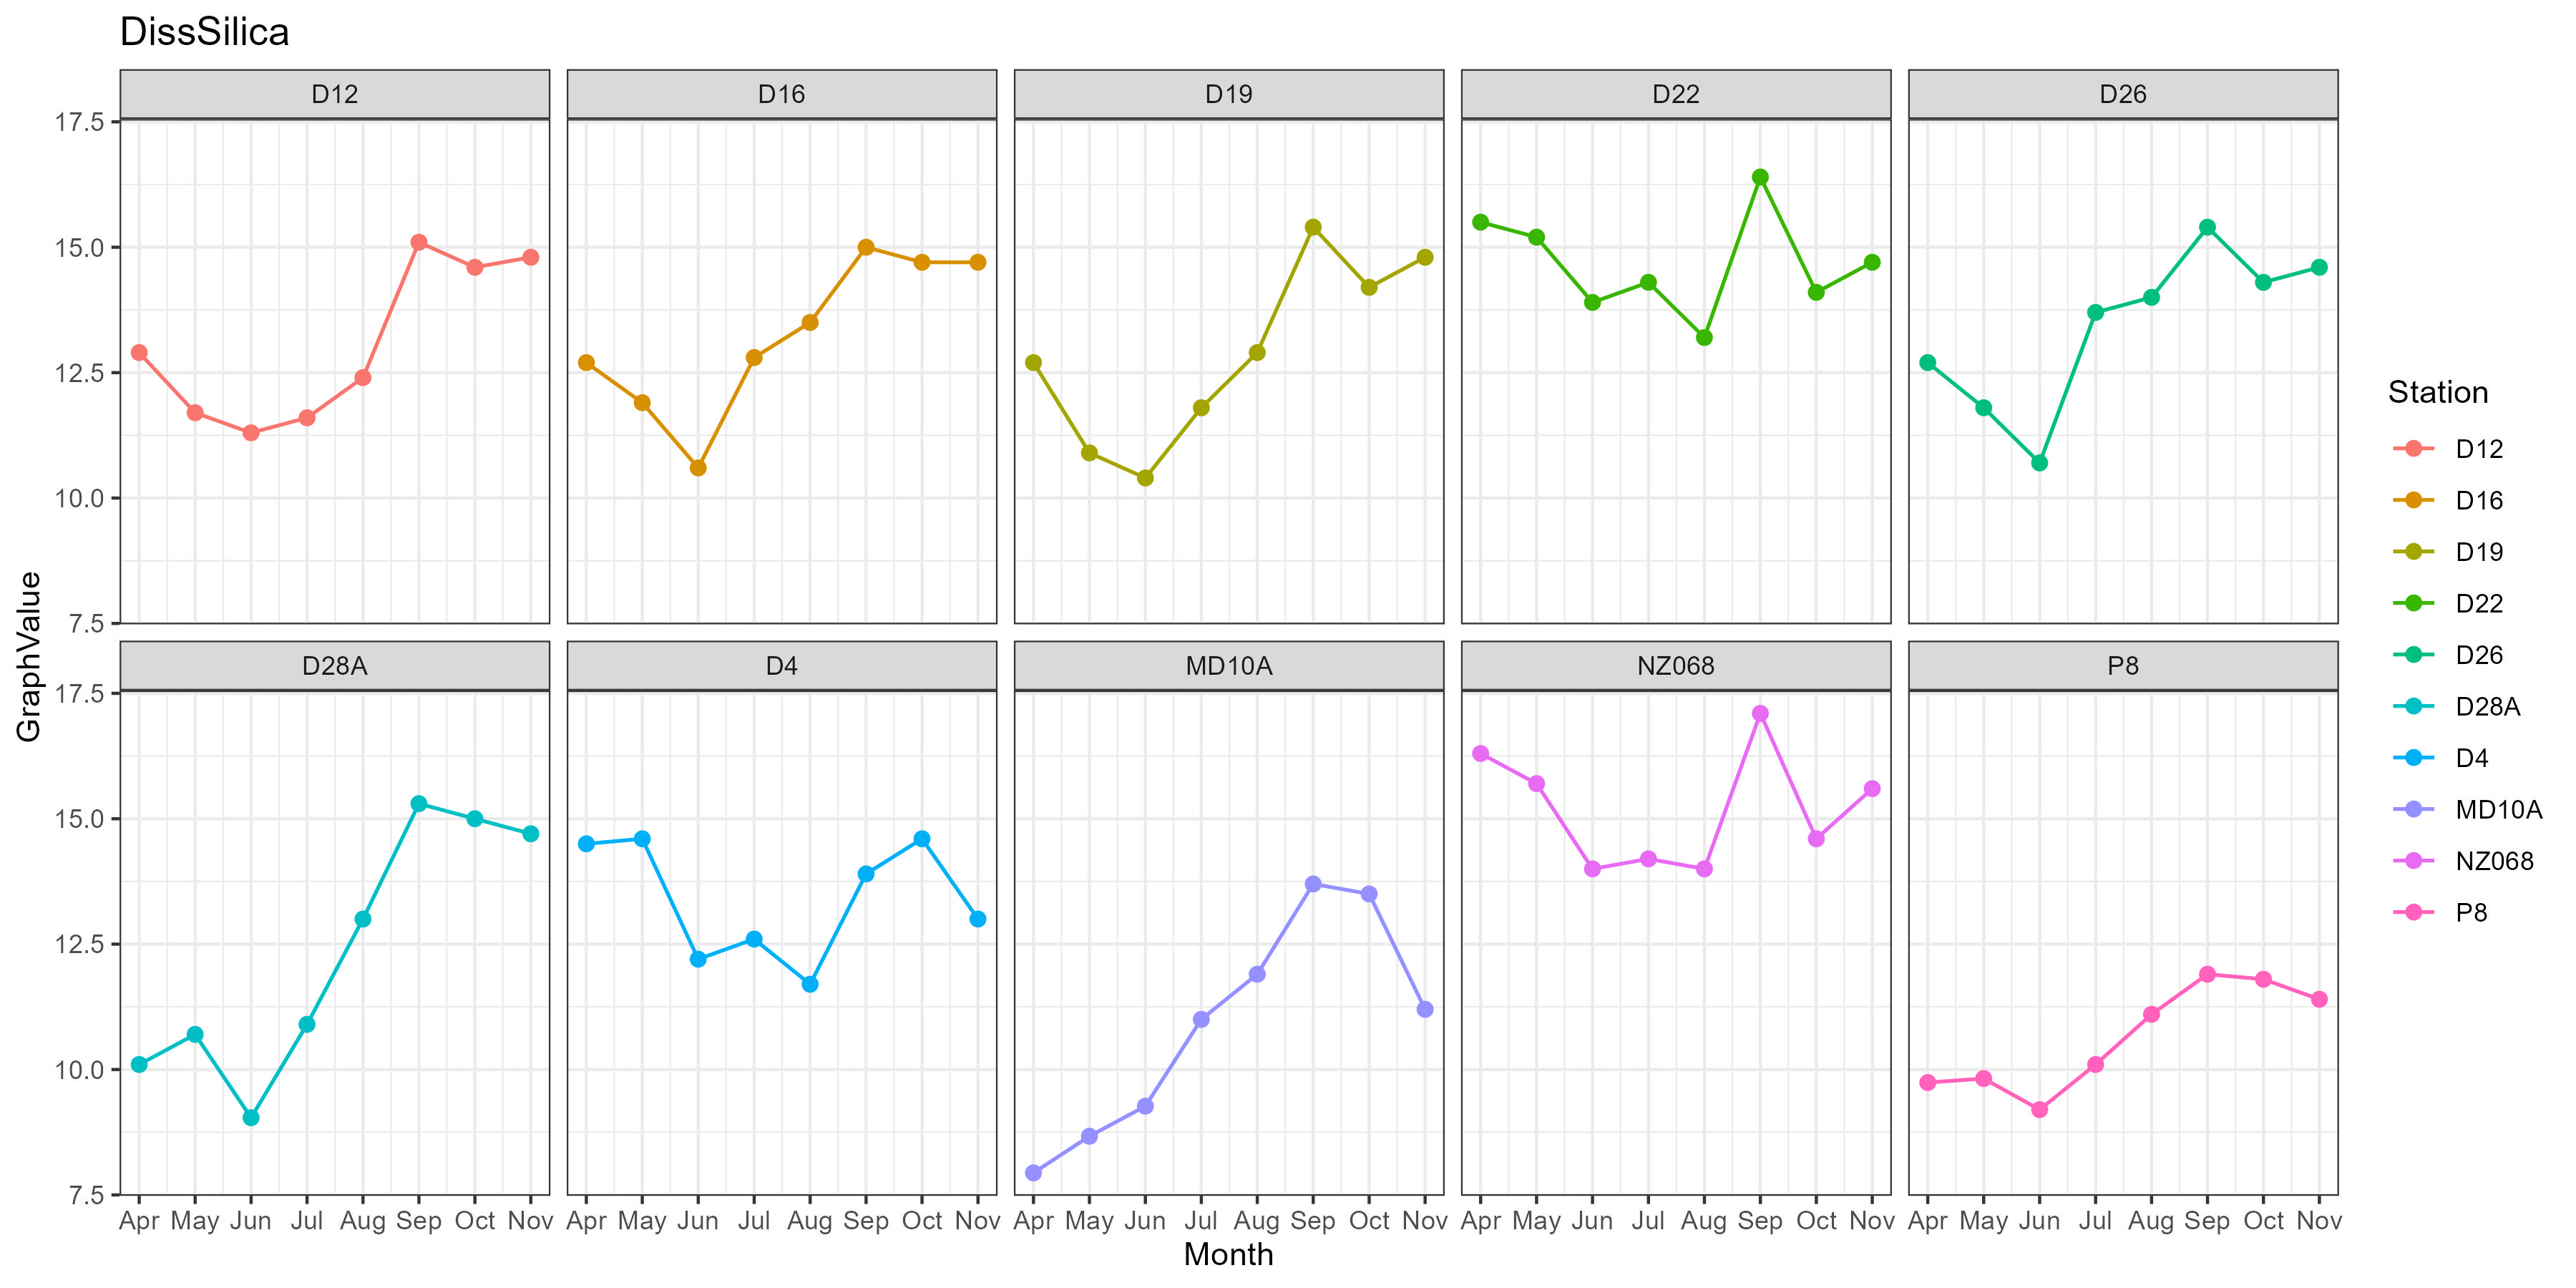 DissSilica
D12 D16 D19 D22 D26
17.5
15.0
12.5
10.0
7.5
D28A D4 MD10A NZ068 P8
17.5
15.0
12.5
10.0
7.5
Apr May Jun Jul Aug Sep Oct Nov Apr May Jun Jul Aug Sep Oct Nov Apr May Jun Jul Aug Sep Oct Nov Apr May Jun Jul Aug Sep Oct Nov Apr May Jun Jul Aug Sep Oct Nov
Month
GraphValue
Station
D12
D16
D19
D22
D26
D28A
D4
MD10A
NZ068
P8